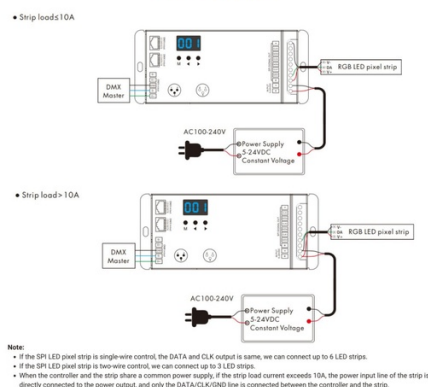 • Strip load≤10A
001
DMX
Master
RGB LED pixel strip
AC100-240V
Power Supply
5-24VDC
Constant Voltage
• Strip load>10A
001
DMX
Master
RGB LED pixel strip
AC100-240V
Power Supply
5-24VDC
Constant Voltage
Note:
• If the SPI LED pixel strip is single-wire control, the DATA and CLK output is same, we can connect up to 6 LED strips.
• If the SPI LED pixel strip is two-wire control, we can connect up to 3 LED strips.
• When the controller and the strip share a common power supply, if the strip load current exceeds 10A, the power input line of the strip is
directly connected to the power output, and only the DATA/CLK/GND line is connected between the controller and the strip.